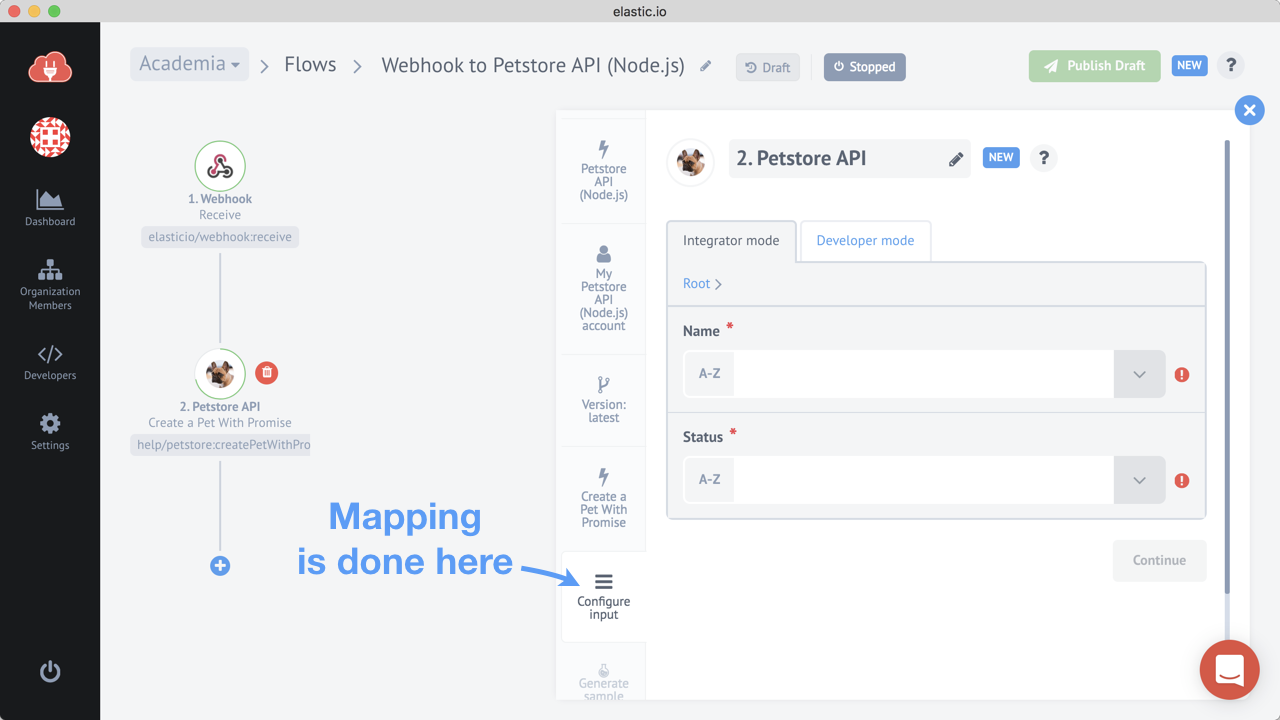 elastic.io
Academia
Flows
Webhook to Petstore API (Node.js)
Draft
Stopped
Publish Draft
NEW
?
Dashboard
Organization
Members
Developers
Settings
1. Webhook
Receive
elasticio/webhook:receive
2. Petstore API
Create a Pet With Promise
help/petstore:createPetWithPro
Mapping
is done here
Petstore
API
(Node.js)
My
Petstore
API
(Node.js)
account
Version:
latest
Create a
Pet With
Promise
Configure
input
Generate
sample
2. Petstore API
NEW
?
Integrator mode
Developer mode
Root
Name *
A-Z
Status *
A-Z
Continue